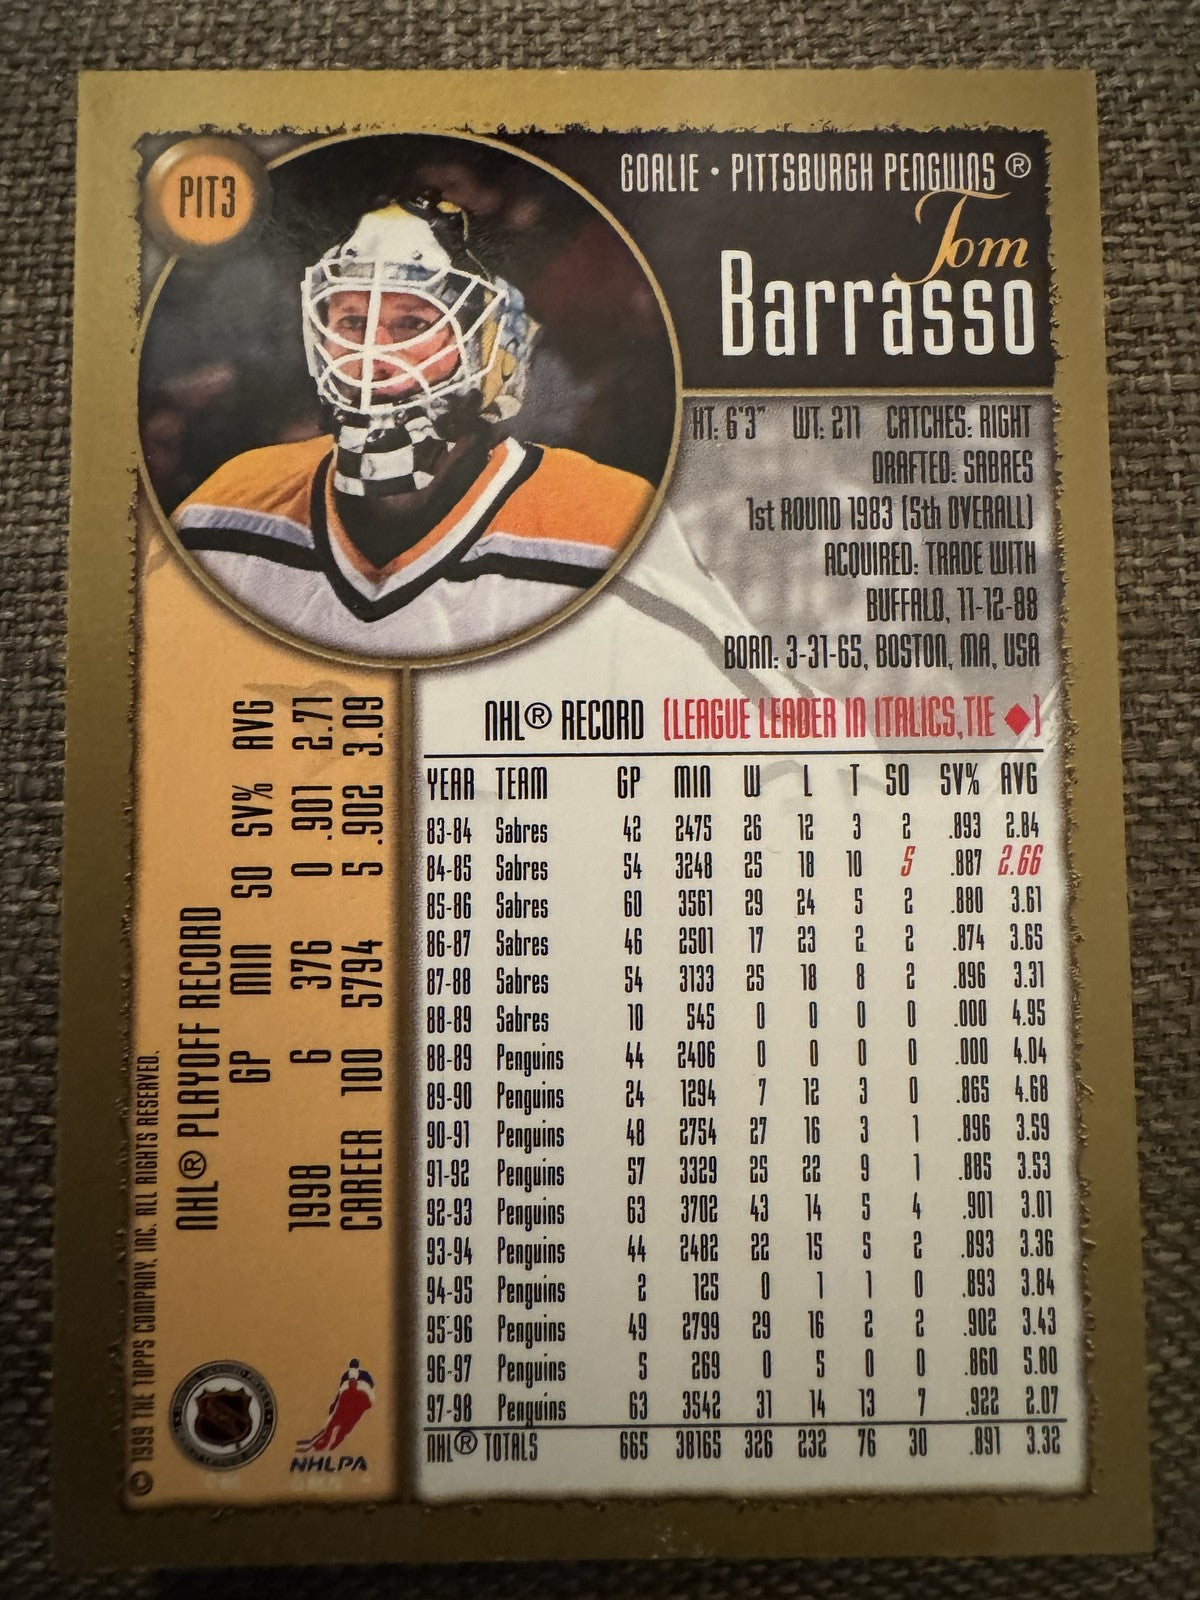 PIT3
GOALIE • PITTSBURGH PENGUINS ®
Tom
Barrasso
HT: 6'3" WT: 211 CATCHES: RIGHT
DRAFTED: SABRES
1st ROUND 1983 (5th OVERALL)
ACQUIRED: TRADE WITH
BUFFALO, 11-12-88
BORN: 3-31-65, BOSTON, MA, USA
NHL® RECORD (LEAGUE LEADER IN ITALICS, TIE ♦)
YEAR TEAM GP MIN W L T SO SV% AVG
83-84 Sabres 42 2475 26 12 3 2 .893 2.84
84-85 Sabres 54 3248 25 18 10 5 .887 2.66
85-86 Sabres 60 3561 29 24 5 2 .880 3.61
86-87 Sabres 46 2501 17 23 2 2 .874 3.65
87-88 Sabres 54 3133 25 18 8 2 .896 3.31
88-89 Sabres 10 545 0 0 0 0 .000 4.95
88-89 Penguins 44 2406 0 0 0 0 .000 4.04
89-90 Penguins 24 1294 7 12 3 0 .865 4.68
90-91 Penguins 48 2754 27 16 3 1 .896 3.59
91-92 Penguins 57 3329 25 22 9 1 .885 3.53
92-93 Penguins 63 3702 43 14 5 4 .901 3.01
93-94 Penguins 44 2482 22 15 5 2 .893 3.36
94-95 Penguins 2 125 0 1 1 0 .893 3.84
95-96 Penguins 49 2799 29 16 2 2 .902 3.43
96-97 Penguins 5 269 0 5 0 0 .860 5.80
97-98 Penguins 63 3542 31 14 13 7 .922 2.07
NHL® TOTALS 665 38165 326 232 76 30 .891 3.32
NHL® PLAYOFF RECORD
GP MIN SO SV% AVG
1998 6 376 0 .901 2.71
CAREER 100 5794 5 .902 3.09
© 1999 THE TOPPS COMPANY, INC. ALL RIGHTS RESERVED.
NHLPA